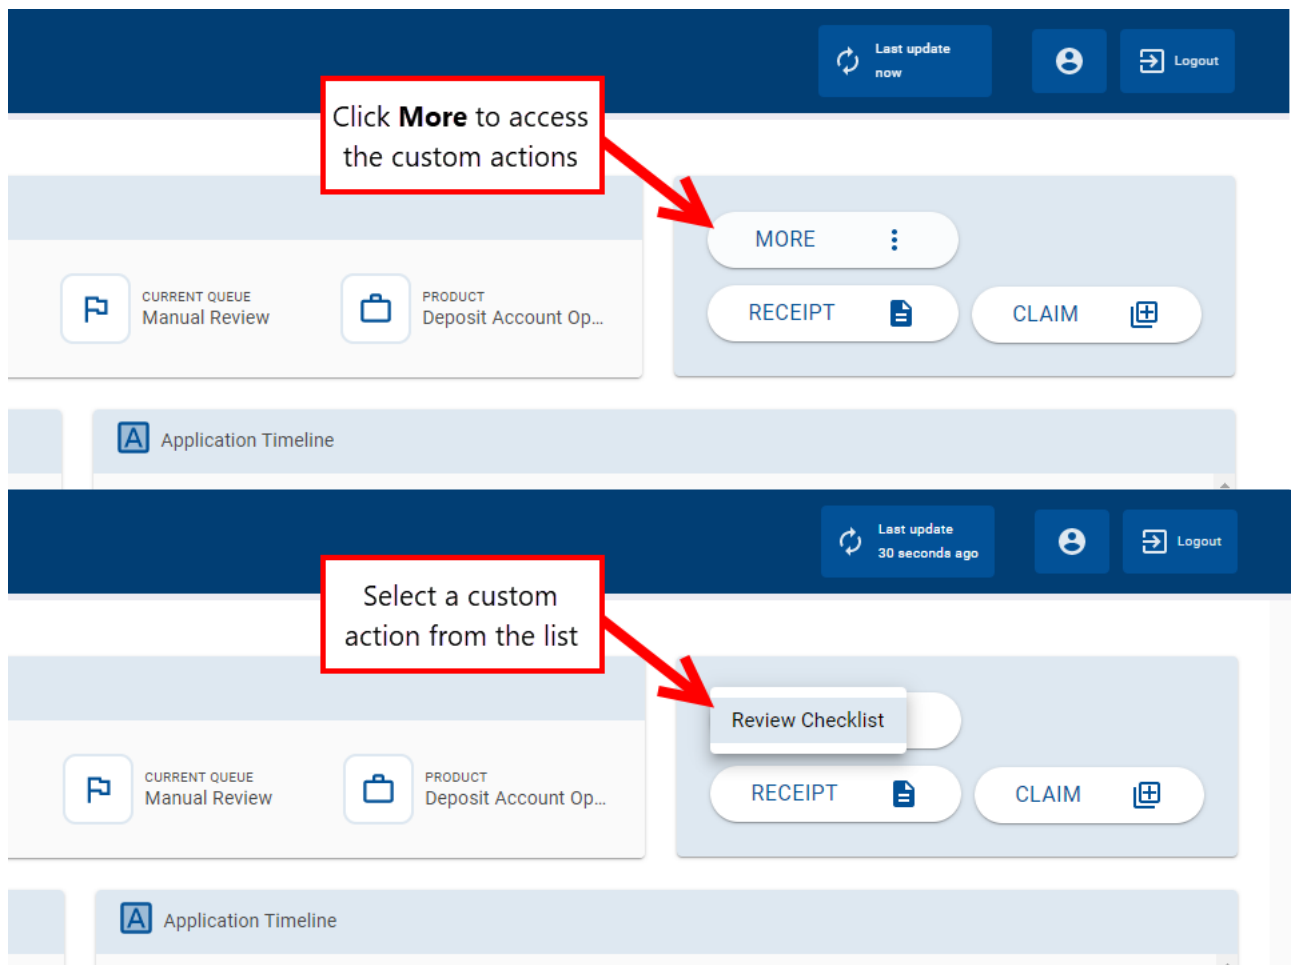 Last update
now
Logout
Click More to access
the custom actions
MORE
CURRENT QUEUE
Manual Review
PRODUCT
Deposit Account Op...
RECEIPT
CLAIM
A Application Timeline
Last update
30 seconds ago
Logout
Select a custom
action from the list
Review Checklist
CURRENT QUEUE
Manual Review
PRODUCT
Deposit Account Op...
RECEIPT
CLAIM
A Application Timeline